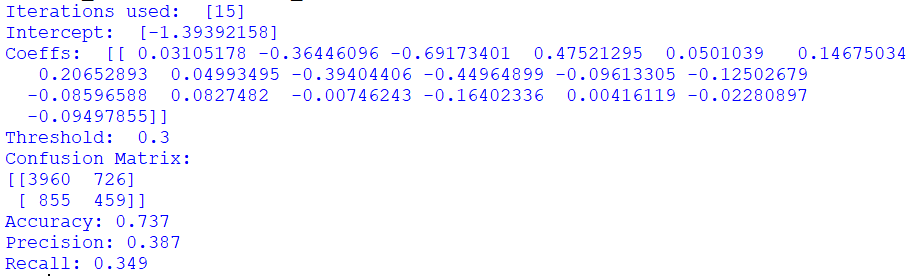 Iterations used:  [15]
Intercept:  [-1.39392158]
Coeffs:  [[ 0.03105178 -0.36446096 -0.69173401  0.47521295  0.0501039   0.14675034
   0.20652893  0.04993495 -0.39404406 -0.44964899 -0.09613305 -0.12502679
  -0.08596588  0.0827482  -0.00746243 -0.16402336  0.00416119 -0.02280897
  -0.09497855]]
Threshold:  0.3
Confusion Matrix:
[[3960  726]
 [ 855  459]]
Accuracy: 0.737
Precision: 0.387
Recall: 0.349